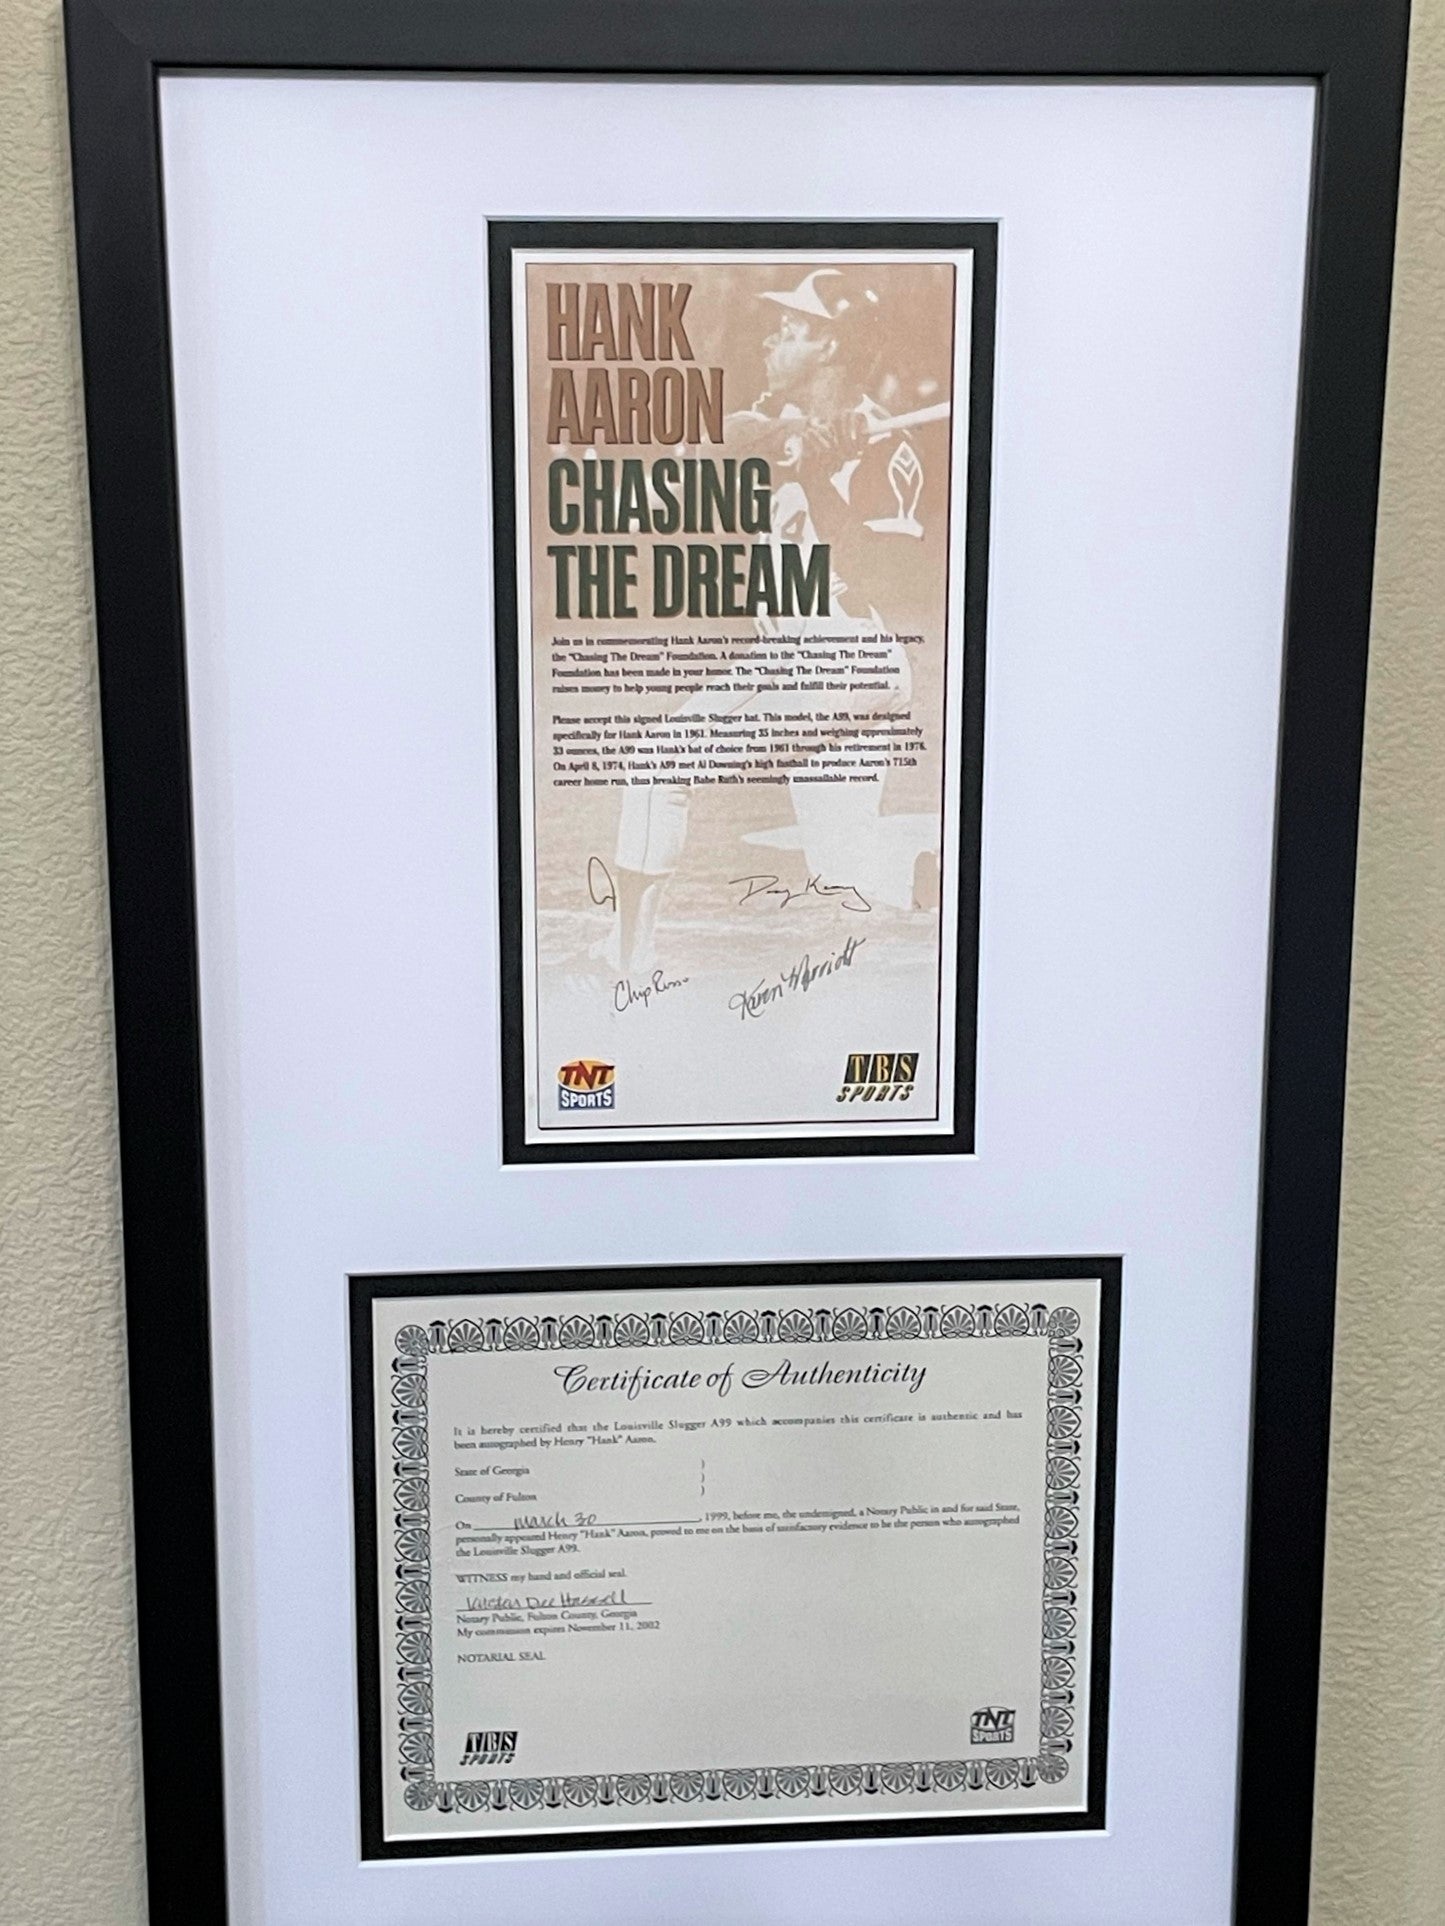 HANK
AARON
CHASING
THE DREAM
Join us in commemorating Hank Aaron's record-breaking achievement and his legacy,
the "Chasing The Dream" Foundation. A donation to the "Chasing The Dream"
Foundation has been made in your honor. The "Chasing The Dream" Foundation
raises money to help young people reach their goals and fulfill their potential.
Please accept this signed Louisville Slugger bat. This model, the A99, was designed
specifically for Hank Aaron in 1961. Measuring 35 inches and weighing approximately
33 ounces, the A99 was Hank's bat of choice from 1961 through his retirement in 1976.
On April 8, 1974, Hank's A99 met Al Downing's high fastball to produce Aaron's 715th
career home run, thus breaking Babe Ruth's seemingly unassailable record.
Chip Russo
Karen
TNT
SPORTS
TBS
SPORTS
Certificate of Authenticity
It is hereby certified that the Louisville Slugger A99 which accompanies this certificate is authentic and has
been autographed by Henry "Hank" Aaron.
State of Georgia )
)
County of Fulton )
On March 30, 1999, before me, the undersigned, a Notary Public in and for said State,
personally appeared Henry "Hank" Aaron, proved to me on the basis of satisfactory evidence to be the person who autographed
the Louisville Slugger A99.
WITNESS my hand and official seal.
Dee
Notary Public, Fulton County, Georgia
My commission expires November 11, 2002
NOTARIAL SEAL
TBS
SPORTS
TNT
SPORTS